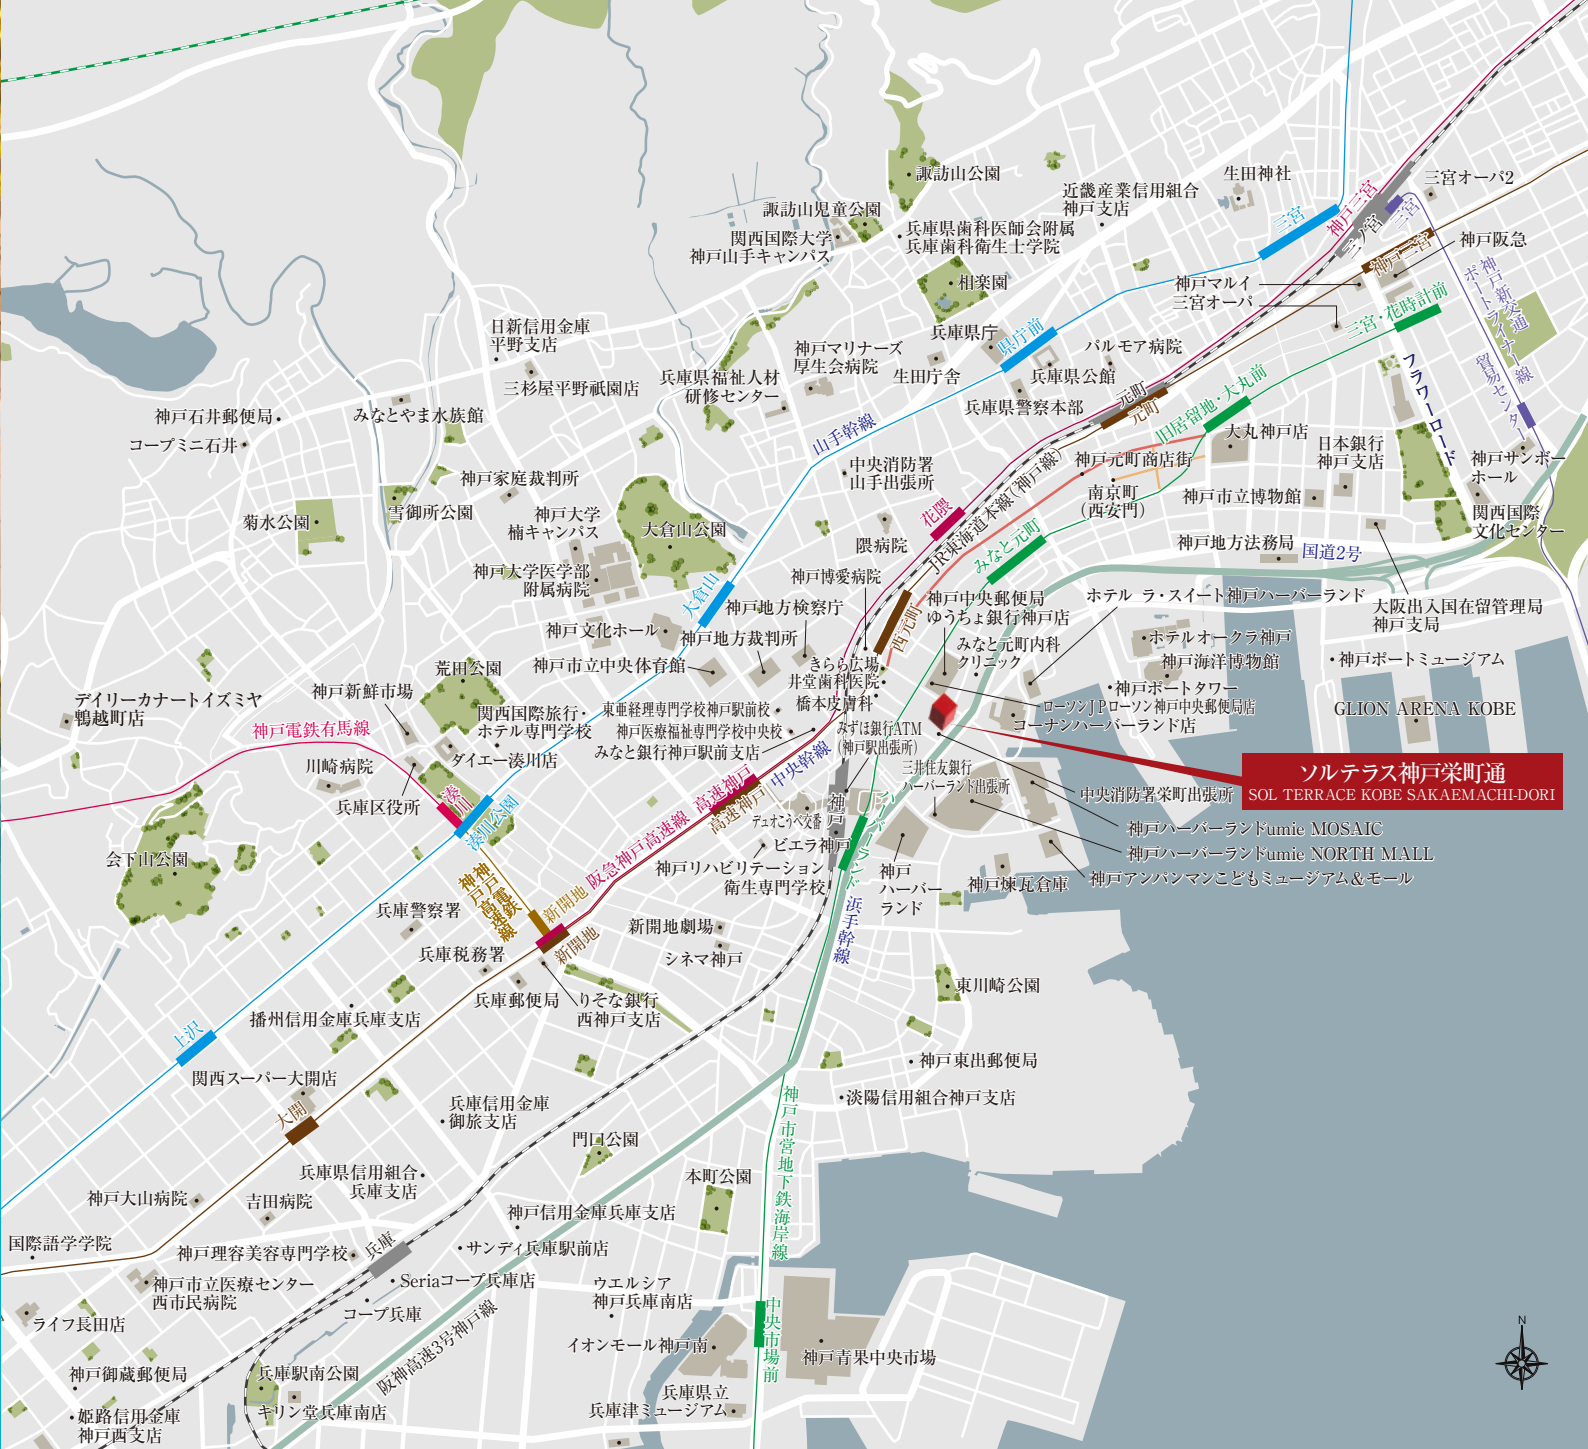 諏訪山公園
生田神社
三宮オーパ2
近畿産業信用組合
神戸支店
諏訪山児童公園
兵庫県歯科医師会附属
兵庫歯科衛生士学院
関西国際大学
神戸山手キャンパス
三宮
神戸三宮
三ノ宮
三宮
神戸三宮
神戸阪急
相楽園
神戸マルイ
三宮オーパ
神戸新交通
ポートライナー線
三宮・花時計前
日新信用金庫
平野支店
兵庫県庁
県庁前
神戸マリナーズ
厚生会病院
パルモア病院
三杉屋平野祇園店
兵庫県福祉人材
研修センター
生田庁舎
兵庫県公館
フラワーロード
貿易センター
みなとやま水族館
神戸石井郵便局
コープミニ石井
兵庫県警察本部
元町
元町
旧居留地・大丸前
山手幹線
大丸神戸店
日本銀行
神戸支店
神戸サンボー
ホール
中央消防署
山手出張所
神戸元町商店街
神戸家庭裁判所
南京町
(西安門)
神戸市立博物館
JR東海道本線(神戸線)
雪御所公園
菊水公園
神戸大学
楠キャンパス
大倉山公園
花隈
関西国際
文化センター
隈病院
みなと元町
神戸地方法務局
国道2号
神戸大学医学部
附属病院
大倉山
神戸博愛病院
神戸地方検察庁
神戸中央郵便局
ゆうちょ銀行神戸店
ホテル ラ・スイート神戸ハーバーランド
大阪出入国在留管理局
神戸支局
神戸文化ホール
神戸地方裁判所
西元町
みなと元町内科
クリニック
ホテルオークラ神戸
神戸海洋博物館
神戸ポートミュージアム
神戸市立中央体育館
きらら広場
井堂歯科医院
橋本皮膚科
荒田公園
神戸新鮮市場
神戸ポートタワー
ローソンJPローソン神戸中央郵便局店
コーナンハーバーランド店
GLION ARENA KOBE
デイリーカナートイズミヤ
鴨越町店
神戸電鉄有馬線
関西国際旅行・
ホテル専門学校
東亜経理専門学校神戸駅前校
神戸医療福祉専門学校中央校
みなと銀行神戸駅前支店
みずほ銀行ATM
(神戸駅出張所)
ダイエー湊川店
川崎病院
兵庫区役所
湊川
湊川公園
高速神戸
高速神戸
中央幹線
三井住友銀行
ハーバーランド出張所
ソルテラス神戸栄町通
SOL TERRACE KOBE SAKAEMACHI-DORI
中央消防署栄町出張所
神戸
ハーバーランド
デュオこうべ交番
神戸ハーバーランドumie MOSAIC
神戸ハーバーランドumie NORTH MALL
神戸アンパンマンこどもミュージアム&モール
ビエラ神戸
会下山公園
阪急神戸高速線
神戸リハビリテーション
衛生専門学校
神戸
ハーバー
ランド
神戸煉瓦倉庫
神戸電鉄
神戸高速線
新開地
新開地
兵庫警察署
新開地劇場
シネマ神戸
浜手幹線
兵庫税務署
兵庫郵便局
りそな銀行
西神戸支店
東川崎公園
播州信用金庫兵庫支店
上沢
神戸東出郵便局
関西スーパー大開店
淡陽信用組合神戸支店
大開
兵庫信用金庫
御旅支店
神戸市営地下鉄海岸線
門口公園
兵庫県信用組合
兵庫支店
本町公園
神戸大山病院
吉田病院
神戸信用金庫兵庫支店
国際語学学院
神戸理容美容専門学校
兵庫
サンディ兵庫駅前店
神戸市立医療センター
西市民病院
Seriaコープ兵庫店
コープ兵庫
ウエルシア
神戸兵庫南店
ライフ長田店
阪神高速3号神戸線
中央市場前
イオンモール神戸南
神戸青果中央市場
N
神戸御蔵郵便局
兵庫駅南公園
兵庫県立
兵庫津ミュージアム
姫路信用金庫
神戸西支店
キリン堂兵庫南店